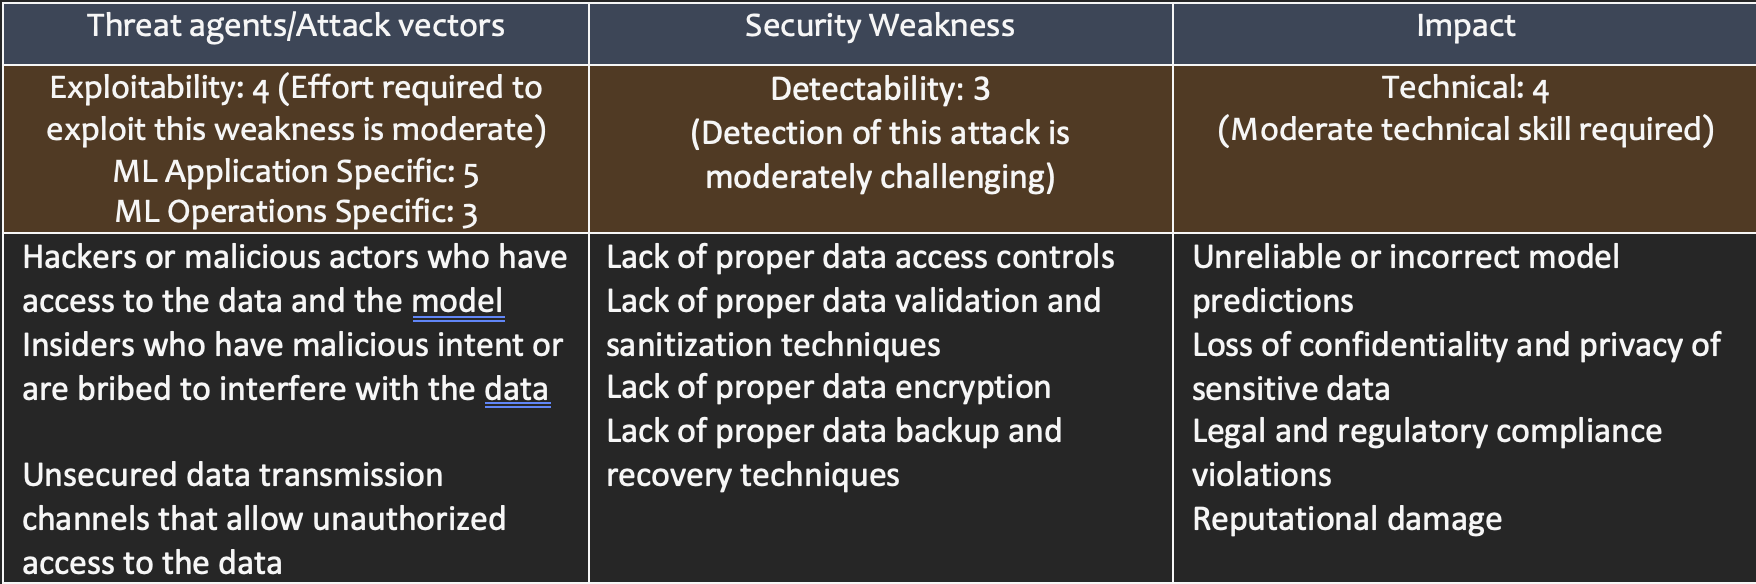 Threat agents/Attack vectors
Security Weakness
Impact
Exploitability: 4 (Effort required to
exploit this weakness is moderate)
ML Application Specific: 5
ML Operations Specific: 3
Detectability: 3
(Detection of this attack is
moderately challenging)
Technical: 4
(Moderate technical skill required)
Hackers or malicious actors who have
access to the data and the model
Insiders who have malicious intent or
are bribed to interfere with the data
Unsecured data transmission
channels that allow unauthorized
access to the data
Lack of proper data access controls
Lack of proper data validation and
sanitization techniques
Lack of proper data encryption
Lack of proper data backup and
recovery techniques
Unreliable or incorrect model
predictions
Loss of confidentiality and privacy of
sensitive data
Legal and regulatory compliance
violations
Reputational damage